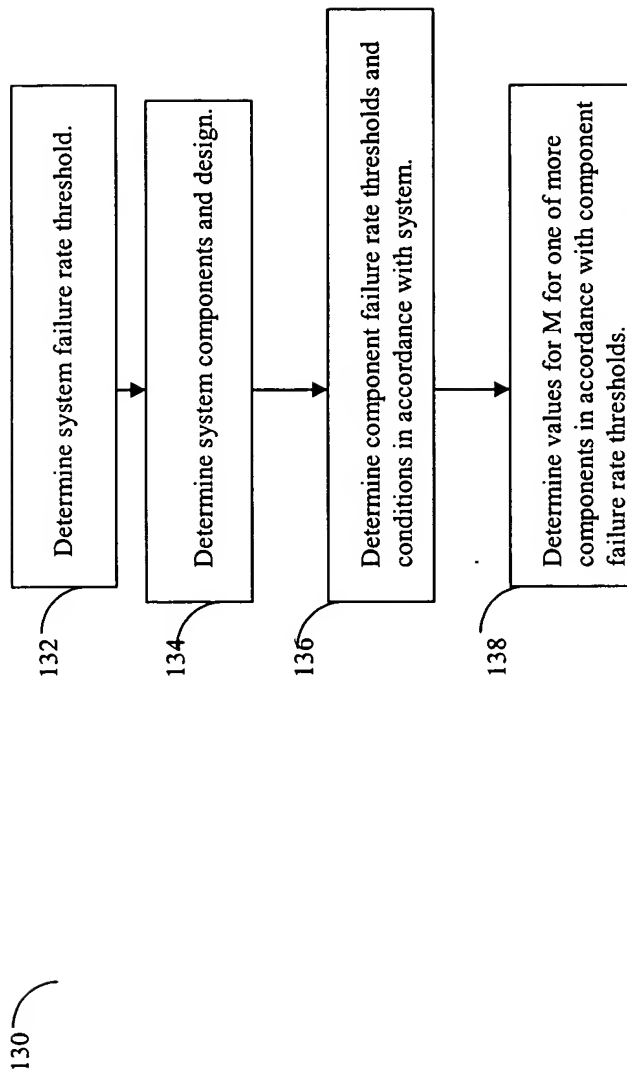 130
132
Determine system failure rate threshold.
134
Determine system components and design.
136
Determine component failure rate thresholds and
conditions in accordance with system.
138
Determine values for M for one of more
components in accordance with component
failure rate thresholds.